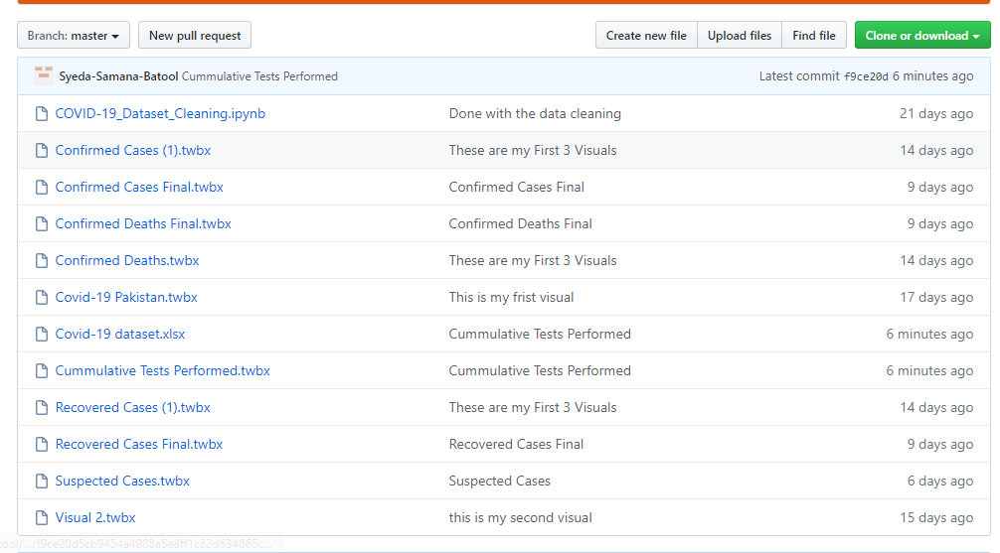 Branch: master
New pull request
Create new file
Upload files
Find file
Clone or download
Syeda-Samana-Batool Cummulative Tests Performed
Latest commit f9ce20d 6 minutes ago
COVID-19_Dataset_Cleaning.ipynb Done with the data cleaning 21 days ago
Confirmed Cases (1).twbx These are my First 3 Visuals 14 days ago
Confirmed Cases Final.twbx Confirmed Cases Final 9 days ago
Confirmed Deaths Final.twbx Confirmed Deaths Final 9 days ago
Confirmed Deaths.twbx These are my First 3 Visuals 14 days ago
Covid-19 Pakistan.twbx This is my frist visual 17 days ago
Covid-19 dataset.xlsx Cummulative Tests Performed 6 minutes ago
Cummulative Tests Performed.twbx Cummulative Tests Performed 6 minutes ago
Recovered Cases (1).twbx These are my First 3 Visuals 14 days ago
Recovered Cases Final.twbx Recovered Cases Final 9 days ago
Suspected Cases.twbx Suspected Cases 6 days ago
Visual 2.twbx this is my second visual 15 days ago